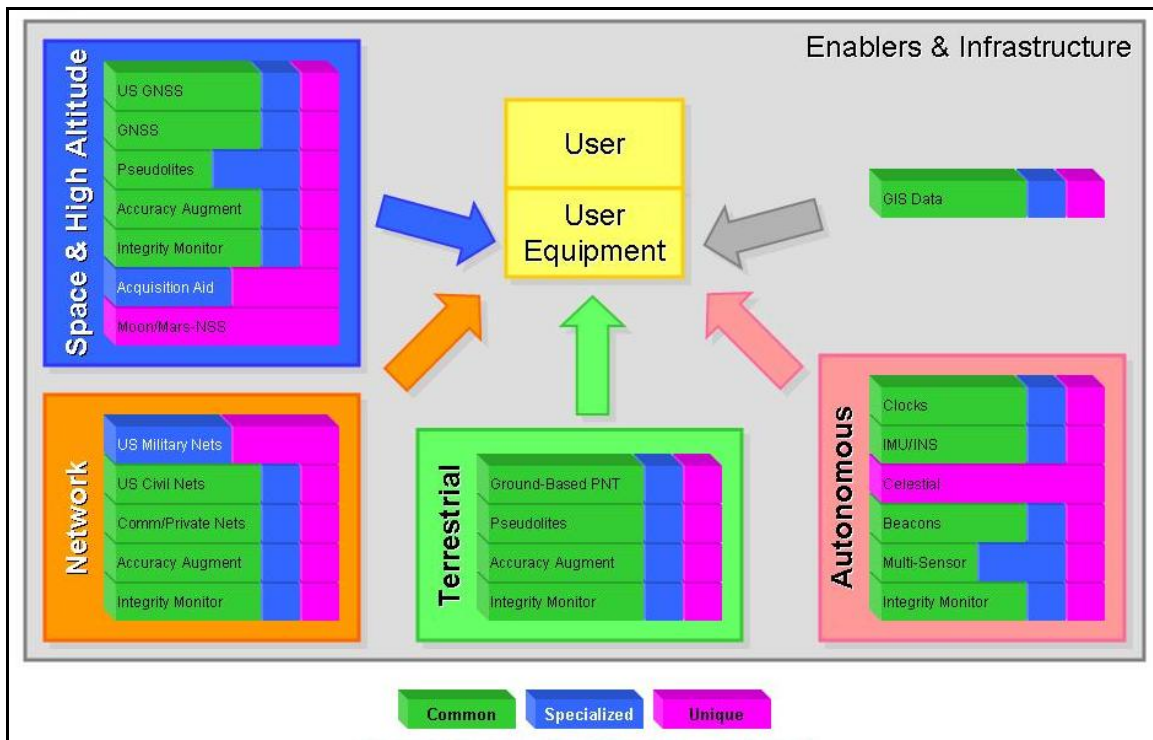 Enablers & Infrastructure
Space & High Altitude
US GNSS
GNSS
Pseudolites
Accuracy Augment
Integrity Monitor
Acquisition Aid
Moon/Mars-NSS
User
User
Equipment
GIS Data
Network
US Military Nets
US Civil Nets
Comm/Private Nets
Accuracy Augment
Integrity Monitor
Terrestrial
Ground-Based PNT
Pseudolites
Accuracy Augment
Integrity Monitor
Autonomous
Clocks
IMU/INS
Celestial
Beacons
Multi-Sensor
Integrity Monitor
Common
Specialized
Unique